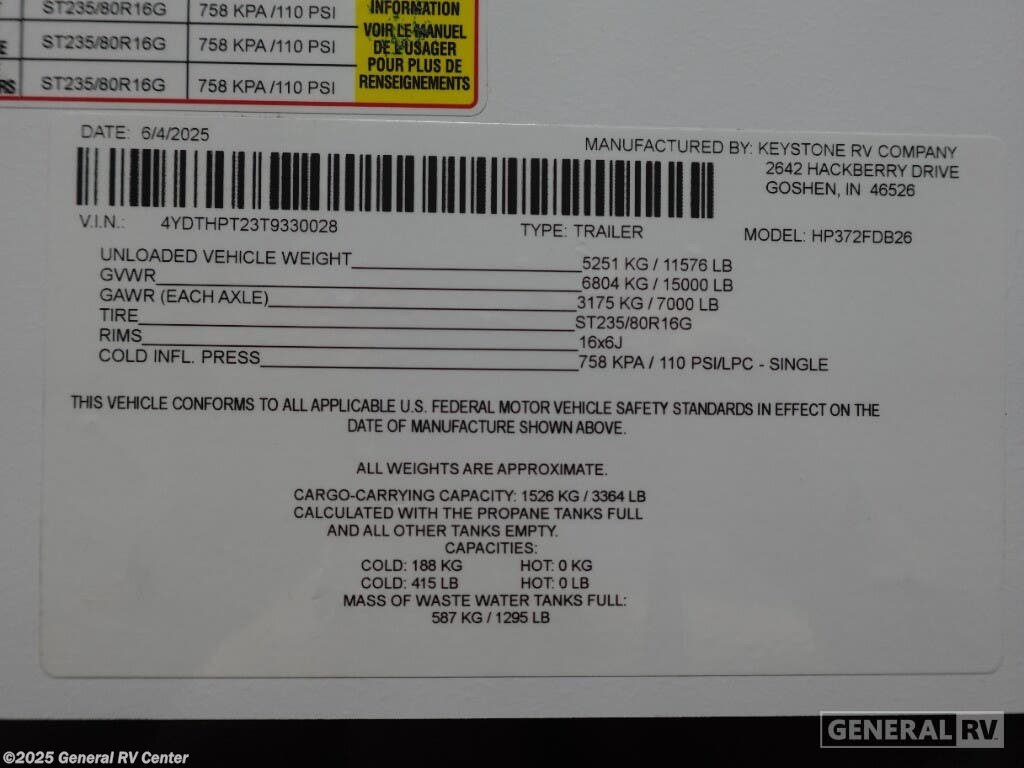 ST235/80R16G 758 KPA /110 PSI INFORMATION
VOIR LE MANUEL
ST235/80R16G 758 KPA /110 PSI DE L'USAGER
POUR PLUS DE
ST235/80R16G 758 KPA /110 PSI RENSEIGNEMENTS
DATE: 6/4/2025
MANUFACTURED BY: KEYSTONE RV COMPANY
2642 HACKBERRY DRIVE
GOSHEN, IN 46526
V.I.N.: 4YDTHPT23T9330028 TYPE: TRAILER MODEL: HP372FDB26
UNLOADED VEHICLE WEIGHT 5251 KG / 11576 LB
GVWR 6804 KG / 15000 LB
GAWR (EACH AXLE) 3175 KG / 7000 LB
TIRE ST235/80R16G
RIMS 16x6J
COLD INFL. PRESS 758 KPA / 110 PSI/LPC - SINGLE
THIS VEHICLE CONFORMS TO ALL APPLICABLE U.S. FEDERAL MOTOR VEHICLE SAFETY STANDARDS IN EFFECT ON THE
DATE OF MANUFACTURE SHOWN ABOVE.
ALL WEIGHTS ARE APPROXIMATE.
CARGO-CARRYING CAPACITY: 1526 KG / 3364 LB
CALCULATED WITH THE PROPANE TANKS FULL
AND ALL OTHER TANKS EMPTY.
CAPACITIES:
COLD: 188 KG HOT: 0 KG
COLD: 415 LB HOT: 0 LB
MASS OF WASTE WATER TANKS FULL:
587 KG / 1295 LB
GENERAL RV
©2025 General RV Center